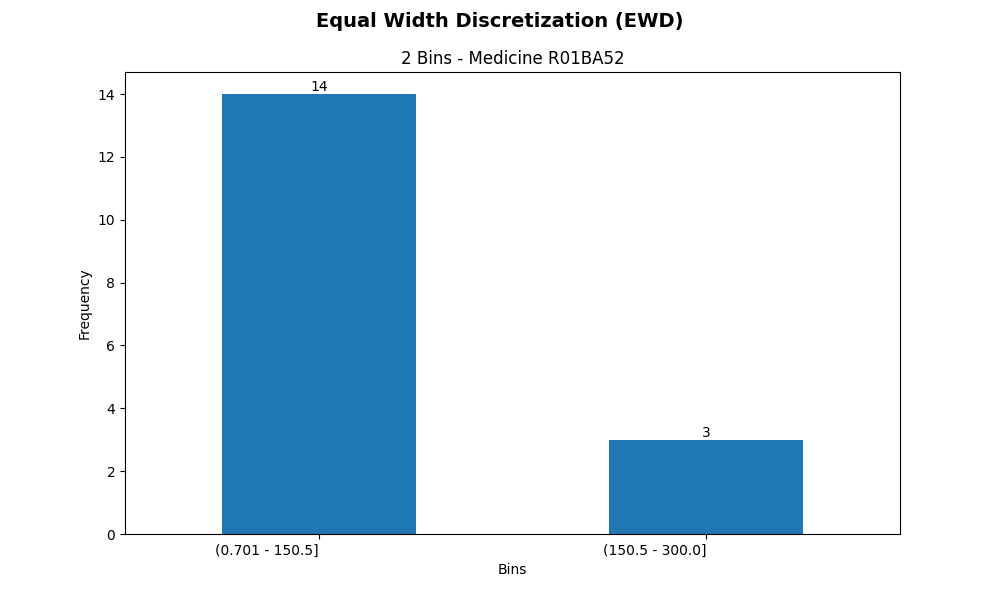 Equal Width Discretization (EWD)
2 Bins - Medicine R01BA52
14
3
14
12
10
8
6
4
2
0
Frequency
(0.701 - 150.5]
(150.5 - 300.0]
Bins